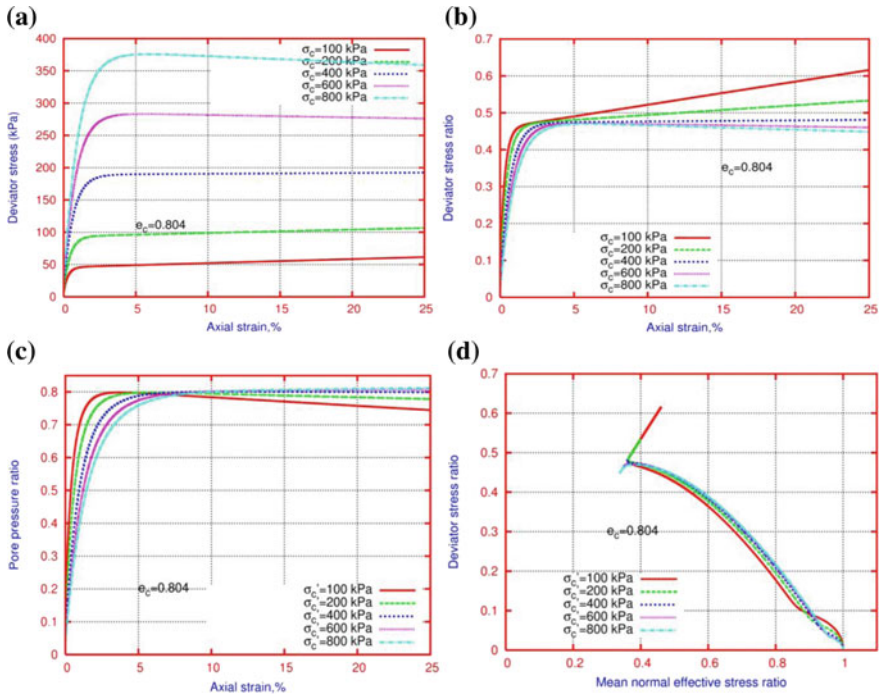 (a)
400
350
300
250
200
150
100
50
0
Deviator stress (kPa)
σc=100 kPa
σc=200 kPa
σc=400 kPa
σc=600 kPa
σc=800 kPa
ec=0.804
0 5 10 15 20 25
Axial strain,%
(b)
0.7
0.6
0.5
0.4
0.3
0.2
0.1
0
Deviator stress ratio
ec=0.804
σc=100 kPa
σc=200 kPa
σc=400 kPa
σc=600 kPa
σc=800 kPa
0 5 10 15 20 25
Axial strain,%
(c)
0.8
0.7
0.6
0.5
0.4
0.3
0.2
0.1
0
Pore pressure ratio
ec=0.804
σc'=100 kPa
σc'=200 kPa
σc'=400 kPa
σc'=600 kPa
σc'=800 kPa
0 5 10 15 20 25
Axial strain,%
(d)
0.7
0.6
0.5
0.4
0.3
0.2
0.1
0
Deviator stress ratio
ec=0.804
σc'=100 kPa
σc'=200 kPa
σc'=400 kPa
σc'=600 kPa
σc'=800 kPa
0 0.2 0.4 0.6 0.8 1
Mean normal effective stress ratio